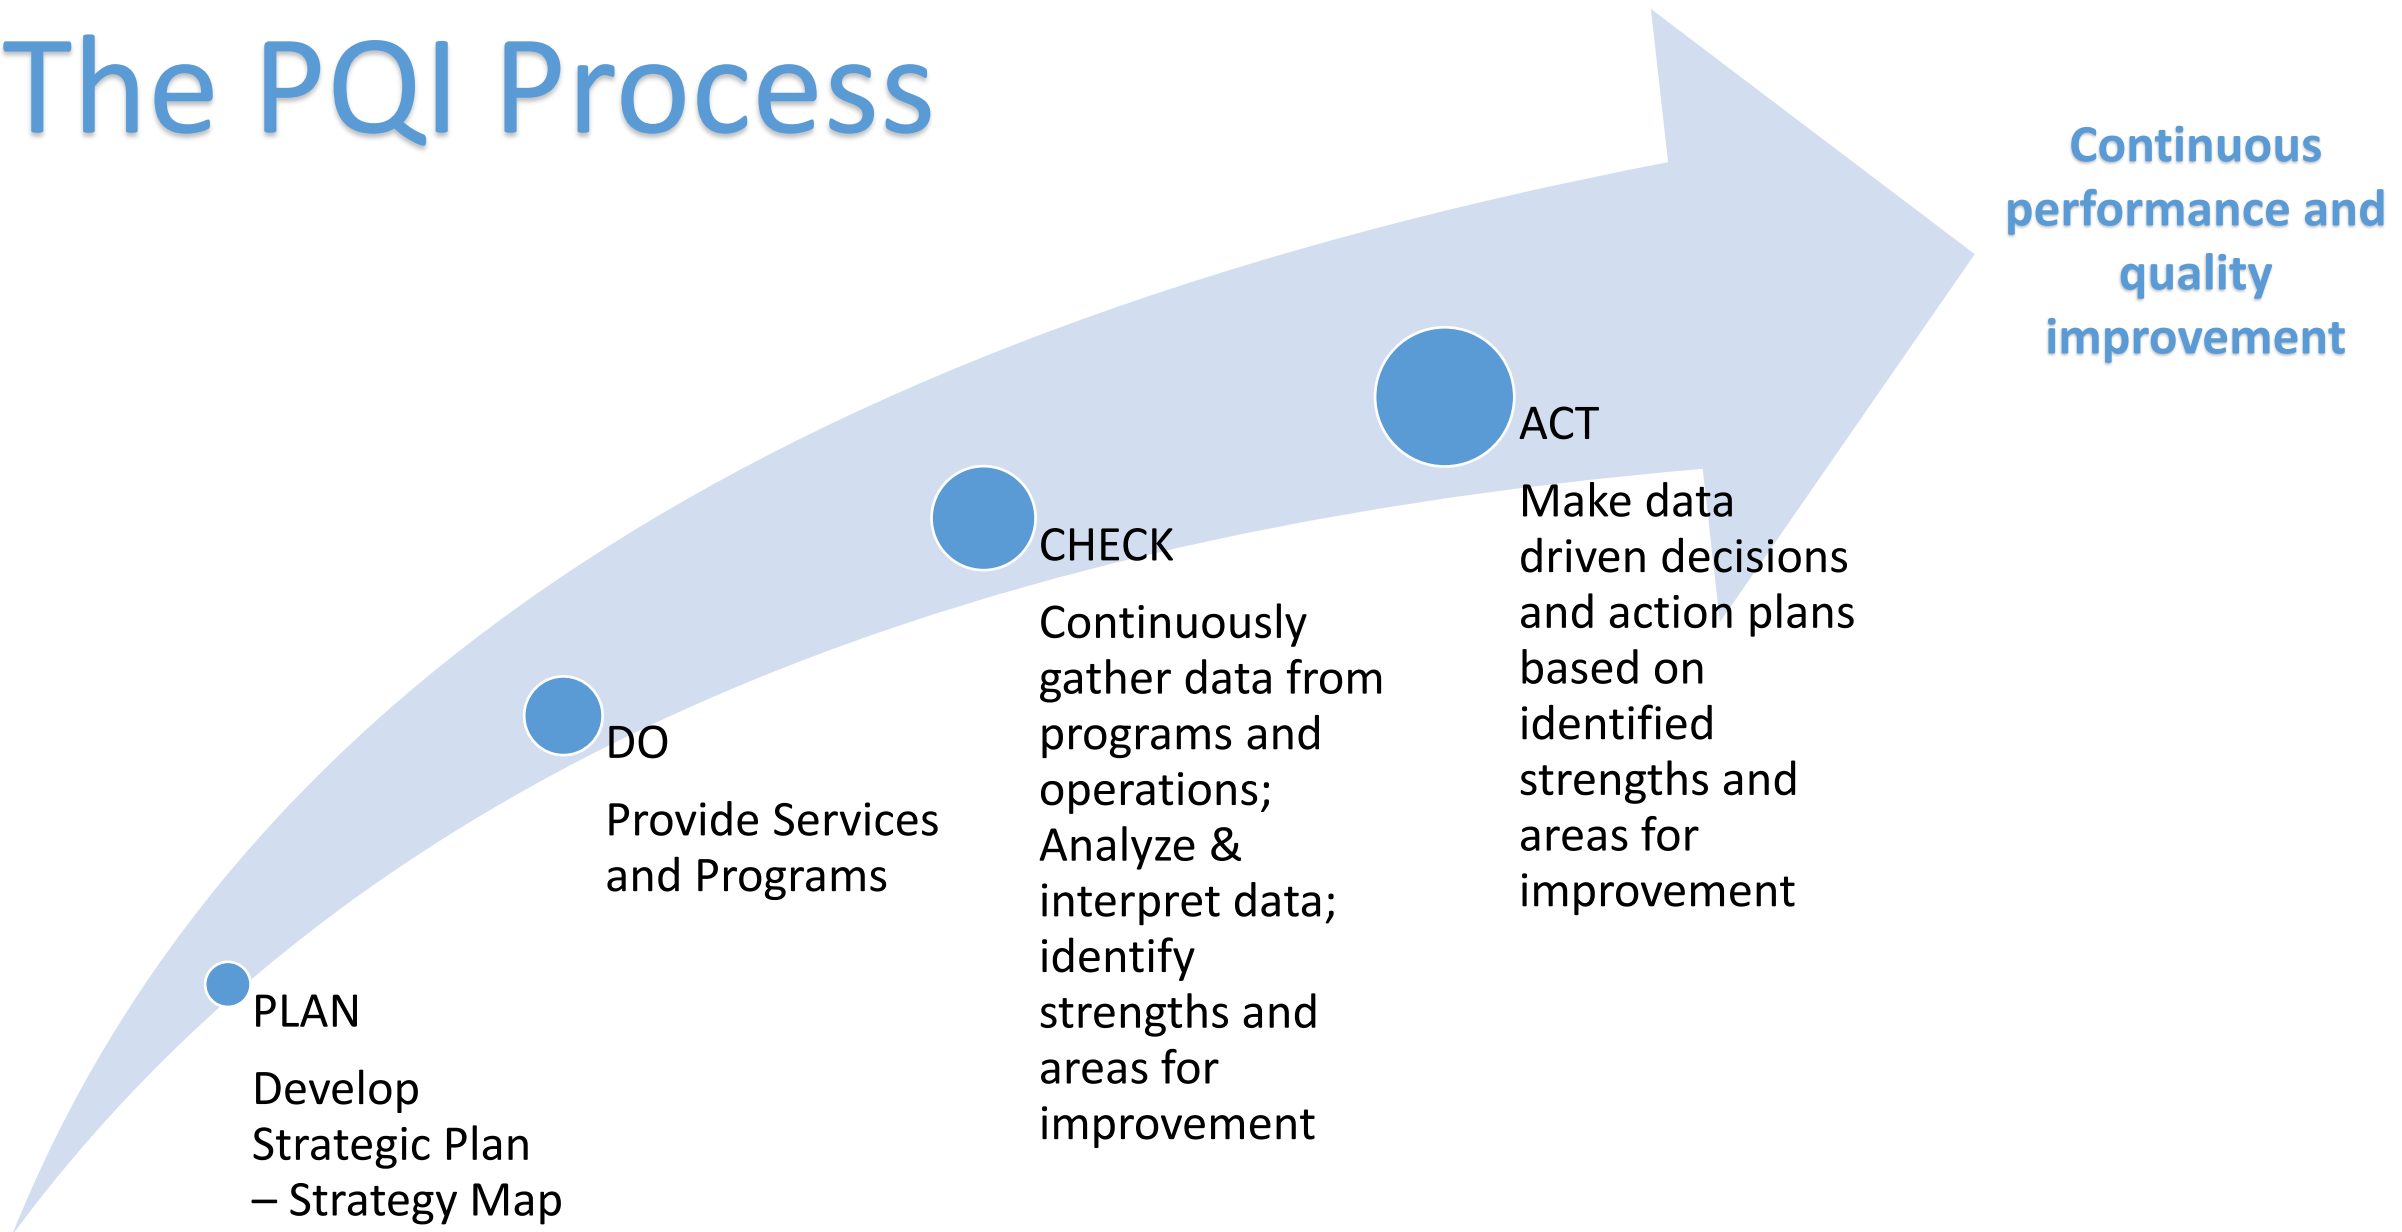 The PQI Process
Continuous
performance and
quality
improvement
PLAN
Develop
Strategic Plan
– Strategy Map
DO
Provide Services
and Programs
CHECK
Continuously
gather data from
programs and
operations;
Analyze &
interpret data;
identify
strengths and
areas for
improvement
ACT
Make data
driven decisions
and action plans
based on
identified
strengths and
areas for
improvement